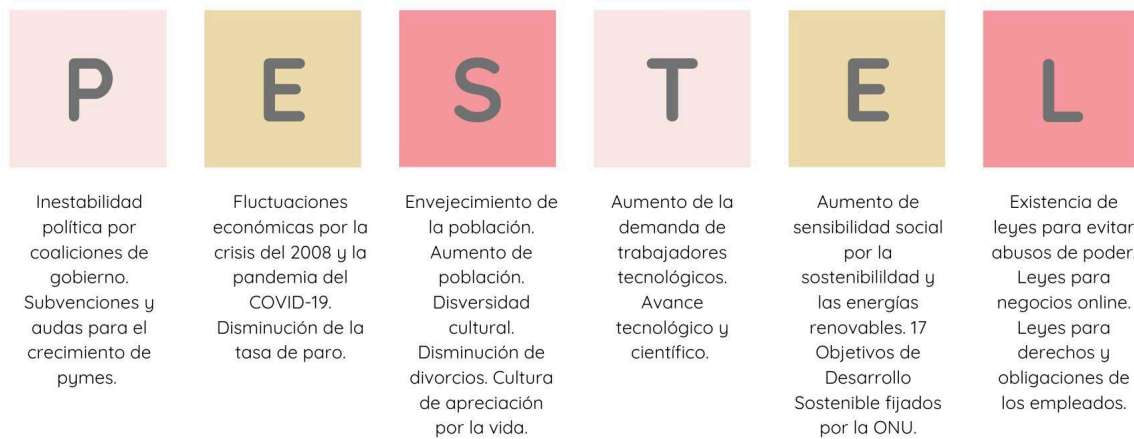 P
Inestabilidad
política por
coaliciones de
gobierno.
Subvenciones y
audas para el
crecimiento de
pymes.
E
Fluctuaciones
económicas por la
crisis del 2008 y la
pandemia del
COVID-19.
Disminución de la
tasa de paro.
S
Envejecimiento de
la población.
Aumento de
población.
Disversidad
cultural.
Disminución de
divorcios. Cultura
de apreciación
por la vida.
T
Aumento de la
demanda de
trabajadores
tecnológicos.
Avance
tecnológico y
científico.
E
Aumento de
sensibilidad social
por la
sostenibilildad y
las energías
renovables. 17
Objetivos de
Desarrollo
Sostenible fijados
por la ONU.
L
Existencia de
leyes para evitar
abusos de poder.
Leyes para
negocios online.
Leyes para
derechos y
obligaciones de
los empleados.